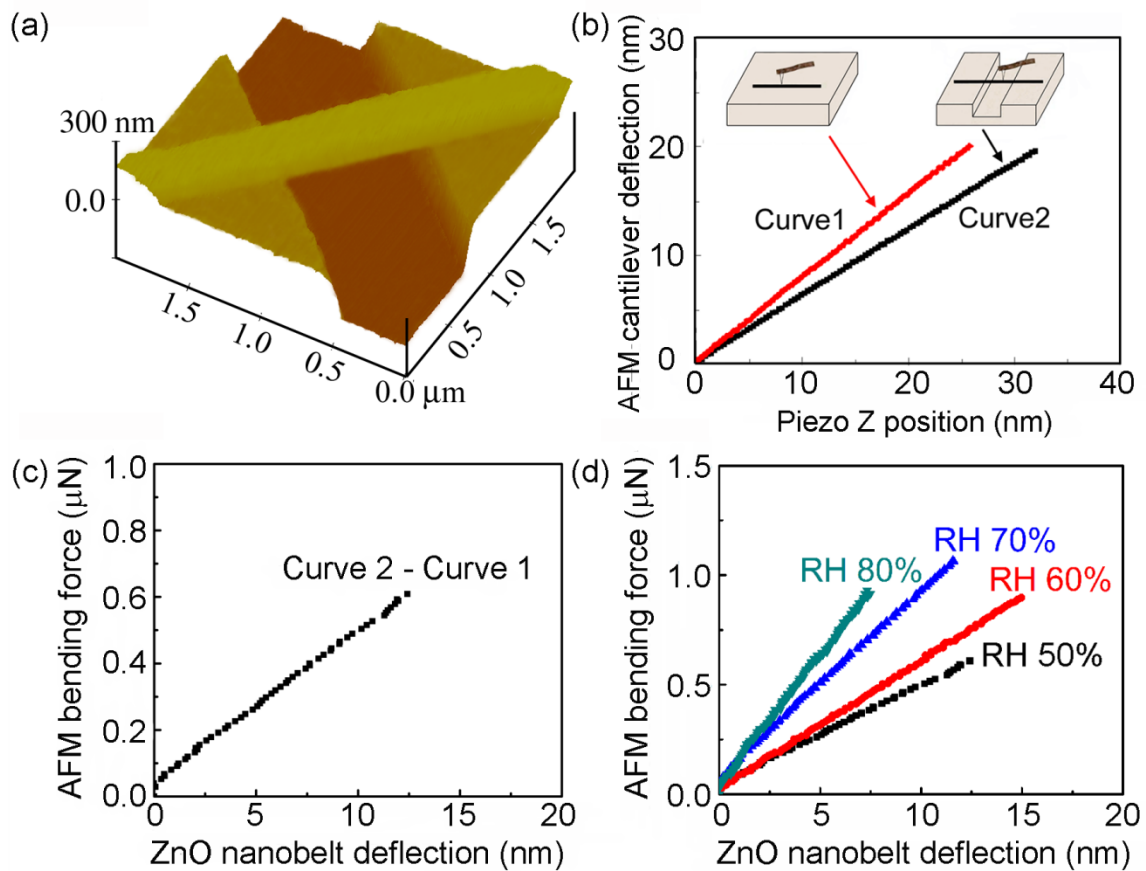 (a)
300 nm
0.0
1.5
1.0
0.5
0.0 μm
0.5
1.0
1.5
(b)
AFM cantilever deflection (nm)
30
20
10
0
Curve1
Curve2
0
10
20
30
40
Piezo Z position (nm)
(c)
AFM bending force (μN)
1.0
0.8
0.6
0.4
0.2
0.0
Curve 2 - Curve 1
0
5
10
15
20
ZnO nanobelt deflection (nm)
(d)
AFM bending force (μN)
1.5
1.0
0.5
0.0
RH 80%
RH 70%
RH 60%
RH 50%
0
5
10
15
20
ZnO nanobelt deflection (nm)